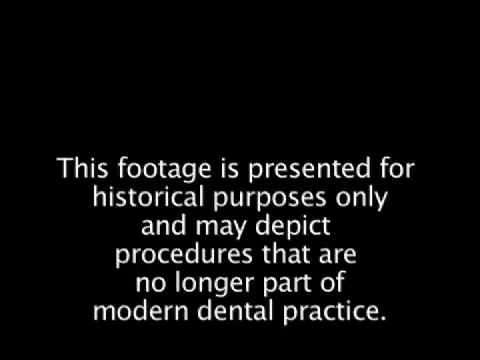 This footage is presented for
historical purposes only
and may depict
procedures that are
no longer part of
modern dental practice.